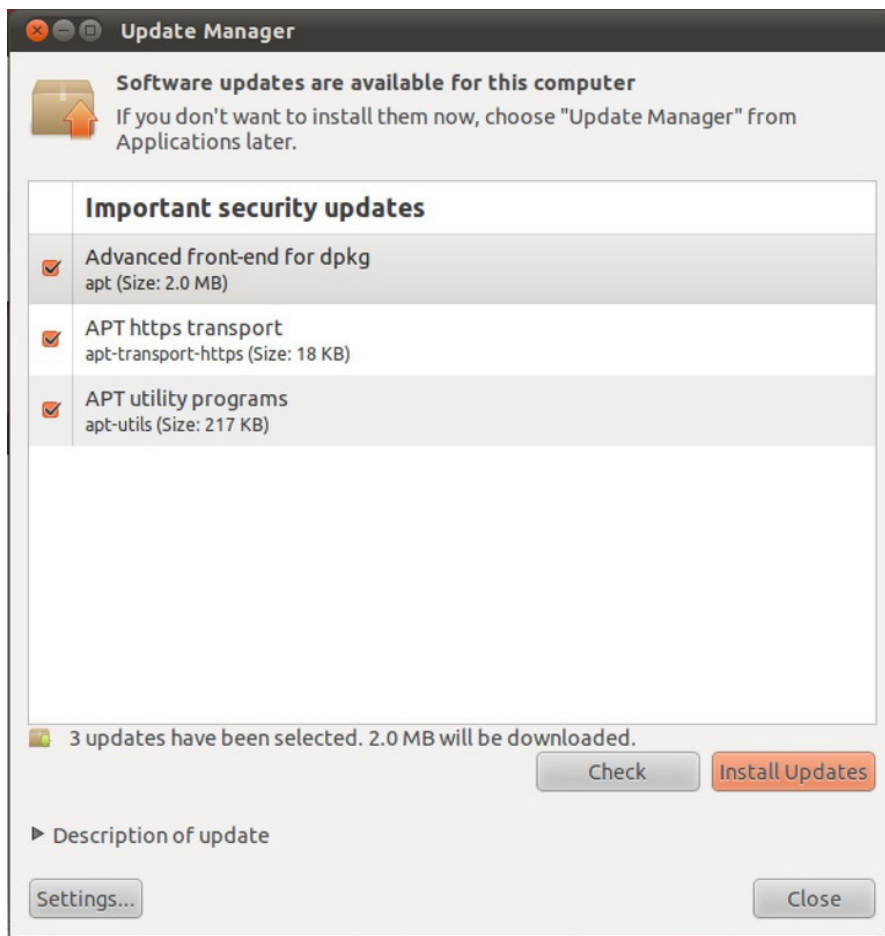 Update Manager
Software updates are available for this computer
If you don't want to install them now, choose "Update Manager" from
Applications later.
Important security updates
Advanced front-end for dpkg
apt (Size: 2.0 MB)
APT https transport
apt-transport-https (Size: 18 KB)
APT utility programs
apt-utils (Size: 217 KB)
3 updates have been selected. 2.0 MB will be downloaded.
Check
Install Updates
Description of update
Settings...
Close